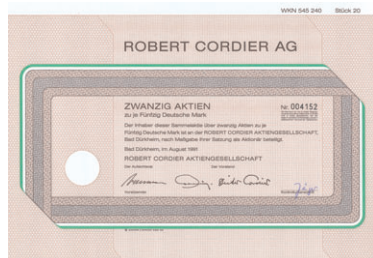 WKN 545 240 Stück 20
ROBERT CORDIER AG
ZWANZIG AKTIEN
zu je Fünfzig Deutsche Mark
Nr. 004152
Der Inhaber dieser Sammelaktie über zwanzig Aktien zu je
Fünfzig Deutsche Mark ist an der ROBERT CORDIER AKTIENGESELLSCHAFT,
Bad Dürkheim, nach Maßgabe ihrer Satzung als Aktionär beteiligt.
Bad Dürkheim, im August 1991
ROBERT CORDIER AKTIENGESELLSCHAFT
Der Aufsichtsrat Der Vorstand